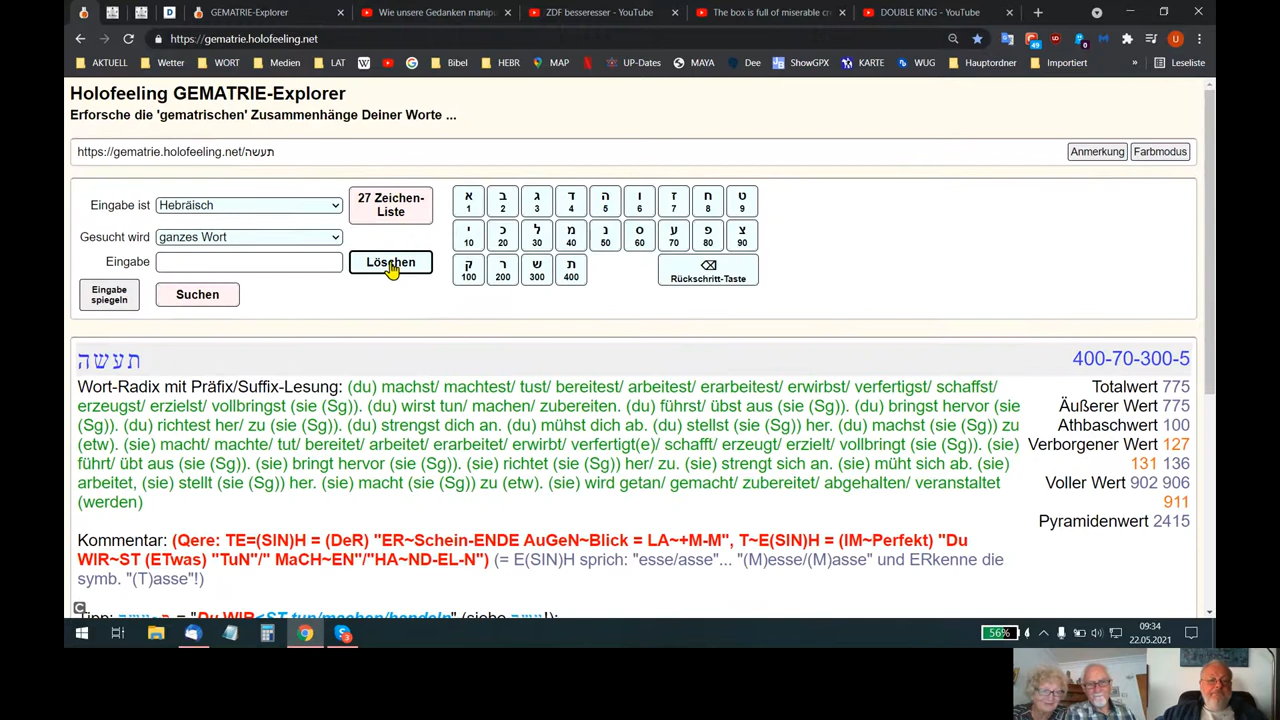 GEMATRIE-Explorer
Wie unsere Gedanken manip
ZDF besseresser - YouTube
The box is full of miserable cr
DOUBLE KING - YouTube
https://gematrie.holofeeling.net
AKTUELL Wetter WORT Medien LAT Bibel HEBR MAP UP-Dates MAYA Dee ShowGPX KARTE WUG Hauptordner Importiert » Leseliste
Holofeeling GEMATRIE-Explorer
Erforsche die 'gematrischen' Zusammenhänge Deiner Worte ...
https://gematrie.holofeeling.net/תעשה Anmerkung Farbmodus
Eingabe ist Hebräisch
27 Zeichen-
Liste
Gesucht wird ganzes Wort
Eingabe Löschen
Eingabe
spiegeln
Suchen
א ב ג ד ה ו ז ח ט
1 2 3 4 5 6 7 8 9
י כ ל מ נ ס ע פ צ
10 20 30 40 50 60 70 80 90
ק ר ש ת ⌫
100 200 300 400 Rückschritt-Taste
תעשה 400-70-300-5
Wort-Radix mit Präfix/Suffix-Lesung: (du) machst/ machtest/ tust/ bereitest/ arbeitest/ erarbeitest/ erwirbst/ verfertigst/ schaffst/
erzeugst/ erzielst/ vollbringst (sie (Sg)). (du) wirst tun/ machen/ zubereiten. (du) führst/ übst aus (sie (Sg)). (du) bringst hervor (sie
(Sg)). (du) richtest her/ zu (sie (Sg)). (du) strengst dich an. (du) mühst dich ab. (du) stellst (sie (Sg)) her. (du) machst (sie (Sg)) zu
(etw). (sie) macht/ machte/ tut/ bereitet/ arbeitet/ erarbeitet/ erwirbt/ verfertigt(e)/ schafft/ erzeugt/ erzielt/ vollbringt (sie (Sg)). (sie)
führt/ übt aus (sie (Sg)). (sie) bringt hervor (sie (Sg)). (sie) richtet (sie (Sg)) her/ zu. (sie) strengt sich an. (sie) müht sich ab. (sie)
arbeitet, (sie) stellt (sie (Sg)) her. (sie) macht (sie (Sg)) zu (etw). (sie) wird getan/ gemacht/ zubereitet/ abgehalten/ veranstaltet
(werden)
Totalwert 775
Äußerer Wert 775
Athbaschwert 100
Verborgener Wert 127
131 136
Voller Wert 902 906
911
Pyramidenwert 2415
Kommentar: (Qere: TE=(SIN)H = (DeR) "ER~Schein-ENDE AuGeN~Blick = LA~+M-M", T~E(SIN)H = (IM~Perfekt) "Du
WIR~ST (ETwas) "TuN"/" MaCH~EN"/"HA~ND-EL-N") (= E(SIN)H sprich: "esse/asse"... "(M)esse/(M)asse" und ERkenne die
symb. "(T)asse"!)
56%
09:34
22.05.2021